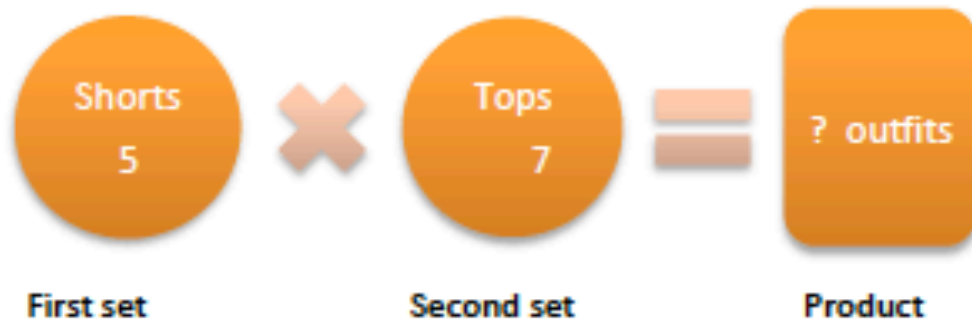 Shorts
5
Tops
7
? outfits
First set
Second set
Product